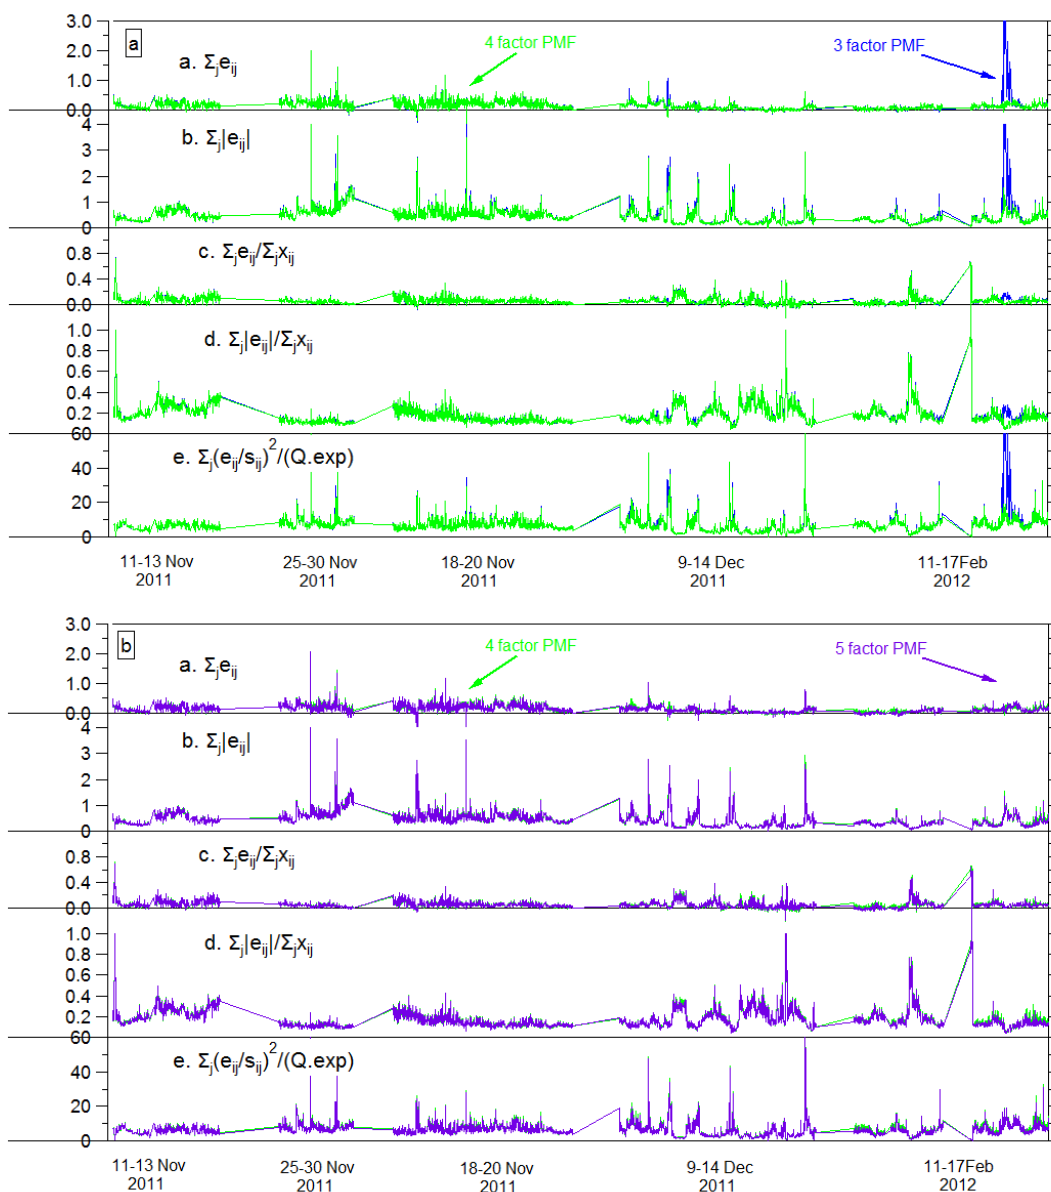 a
4 factor PMF
3 factor PMF
3.0
2.0
1.0
0.0
a. Σjeij
4
3
2
1
0
b. Σj|eij|
0.8
0.4
0.0
c. Σjeij/Σjxij
1.0
0.8
0.6
0.4
0.2
d. Σj|eij|/Σjxij
60
40
20
0
e. Σj(eij/sij)²/(Q.exp)
11-13 Nov
2011
25-30 Nov
2011
18-20 Nov
2011
9-14 Dec
2011
11-17Feb
2012
b
4 factor PMF
5 factor PMF
3.0
2.0
1.0
0.0
a. Σjeij
4
3
2
1
0
b. Σj|eij|
0.8
0.4
0.0
c. Σjeij/Σjxij
1.0
0.8
0.6
0.4
0.2
d. Σj|eij|/Σjxij
60
40
20
0
e. Σj(eij/sij)²/(Q.exp)
11-13 Nov
2011
25-30 Nov
2011
18-20 Nov
2011
9-14 Dec
2011
11-17Feb
2012